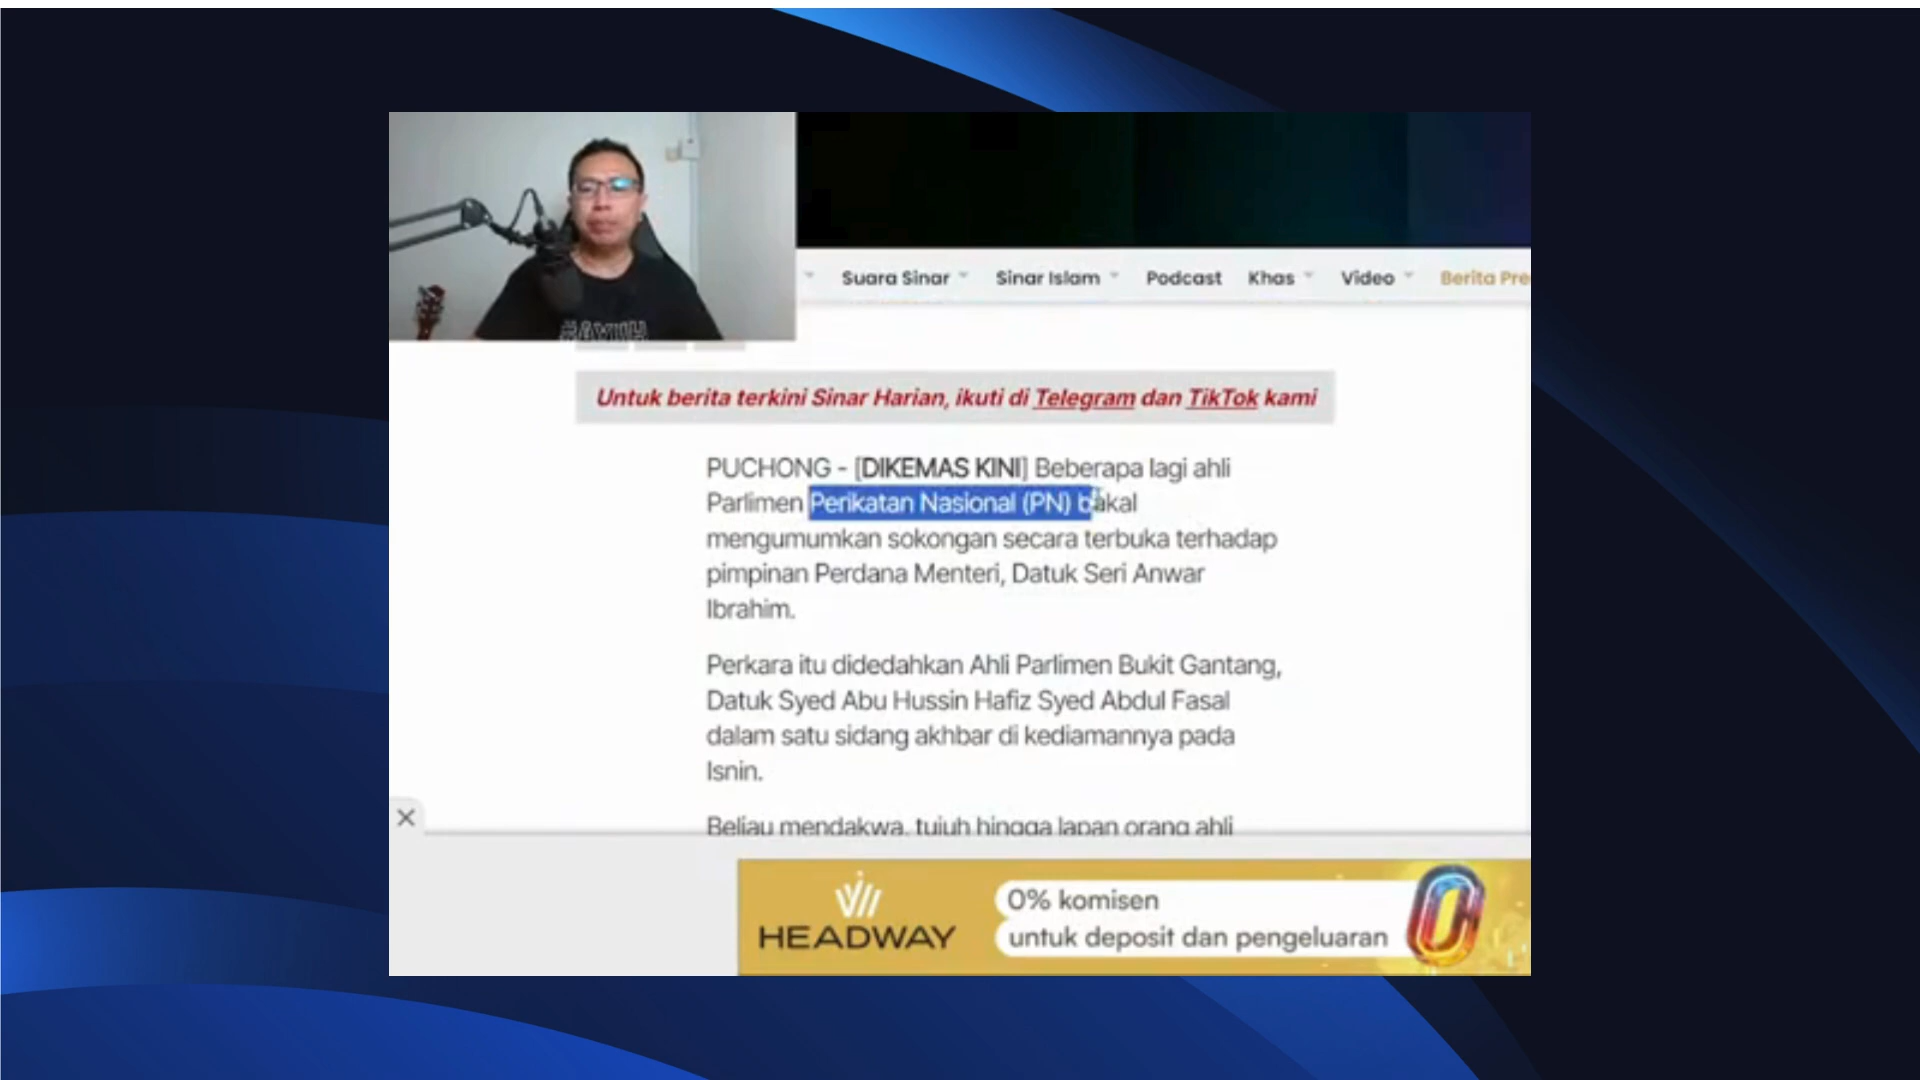 Suara Sinar
Sinar Islam
Podcast
Khas
Video
Berita Pre
Untuk berita terkini Sinar Harian, ikuti di Telegram dan TikTok kami
PUCHONG - [DIKEMAS KINI] Beberapa lagi ahli
Parlimen Perikatan Nasional (PN) bakal
mengumumkan sokongan secara terbuka terhadap
pimpinan Perdana Menteri, Datuk Seri Anwar
Ibrahim.
Perkara itu didedahkan Ahli Parlimen Bukit Gantang,
Datuk Syed Abu Hussin Hafiz Syed Abdul Fasal
dalam satu sidang akhbar di kediamannya pada
Isnin.
Beliau mendakwa, tujuh hingga lapan orang ahli
HEADWAY
0% komisen
untuk deposit dan pengeluaran
0